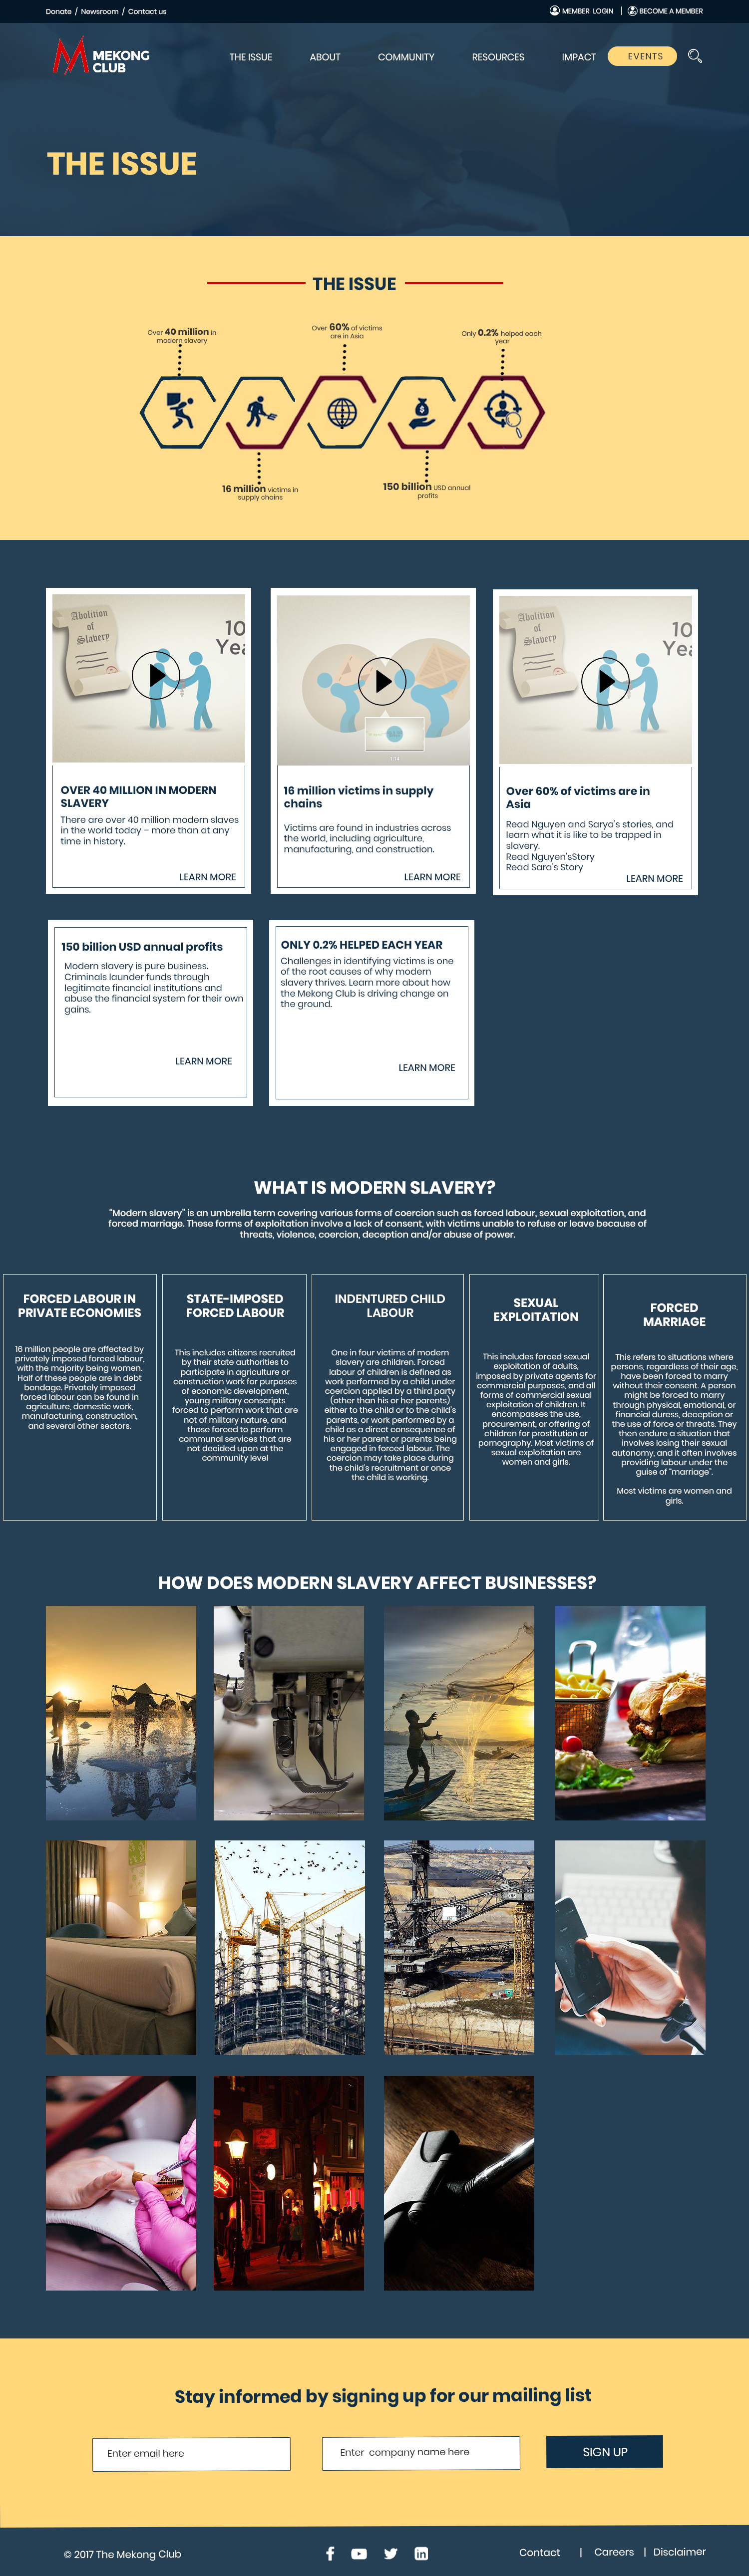 Donate / Newsroom / Contact us
MEMBER LOGIN | BECOME A MEMBER
MEKONG
CLUB
THE ISSUE
ABOUT
COMMUNITY
RESOURCES
IMPACT
EVENTS
THE ISSUE
THE ISSUE
Over 40 million in
modern slavery
Over 60% of victims
are in Asia
Only 0.2% helped each
year
16 million victims in
supply chains
150 billion USD annual
profits
Abolition
of
Slavery
10
Yea
OVER 40 MILLION IN MODERN
SLAVERY
There are over 40 million modern slaves
in the world today – more than at any
time in history.
LEARN MORE
1:14
16 million victims in supply
chains
Victims are found in industries across
the world, including agriculture,
manufacturing, and construction.
LEARN MORE
Abolition
of
Slavery
10
Yea
Over 60% of victims are in
Asia
Read Nguyen and Sarya's stories, and
learn what it is like to be trapped in
slavery.
Read Nguyen'sStory
Read Sara's Story
LEARN MORE
150 billion USD annual profits
Modern slavery is pure business.
Criminals launder funds through
legitimate financial institutions and
abuse the financial system for their own
gains.
LEARN MORE
ONLY 0.2% HELPED EACH YEAR
Challenges in identifying victims is one
of the root causes of why modern
slavery thrives. Learn more about how
the Mekong Club is driving change on
the ground.
LEARN MORE
WHAT IS MODERN SLAVERY?
"Modern slavery" is an umbrella term covering various forms of coercion such as forced labour, sexual exploitation, and
forced marriage. These forms of exploitation involve a lack of consent, with victims unable to refuse or leave because of
threats, violence, coercion, deception and/or abuse of power.
FORCED LABOUR IN
PRIVATE ECONOMIES
16 million people are affected by
privately imposed forced labour,
with the majority being women.
Half of these people are in debt
bondage. Privately imposed
forced labour can be found in
agriculture, domestic work,
manufacturing, construction,
and several other sectors.
STATE-IMPOSED
FORCED LABOUR
This includes citizens recruited
by their state authorities to
participate in agriculture or
construction work for purposes
of economic development,
young military conscripts
forced to perform work that are
not of military nature, and
those forced to perform
communal services that are
not decided upon at the
community level
INDENTURED CHILD
LABOUR
One in four victims of modern
slavery are children. Forced
labour of children is defined as
work performed by a child under
coercion applied by a third party
(other than his or her parents)
either to the child or to the child's
parents, or work performed by a
child as a direct consequence of
his or her parent or parents being
engaged in forced labour. The
coercion may take place during
the child's recruitment or once
the child is working.
SEXUAL
EXPLOITATION
This includes forced sexual
exploitation of adults,
imposed by private agents for
commercial purposes, and all
forms of commercial sexual
exploitation of children. It
encompasses the use,
procurement, or offering of
children for prostitution or
pornography. Most victims of
sexual exploitation are
women and girls.
FORCED
MARRIAGE
This refers to situations where
persons, regardless of their age,
have been forced to marry
without their consent. A person
might be forced to marry
through physical, emotional, or
financial duress, deception or
the use of force or threats. They
then endure a situation that
involves losing their sexual
autonomy, and it often involves
providing labour under the
guise of "marriage".
Most victims are women and
girls.
HOW DOES MODERN SLAVERY AFFECT BUSINESSES?
Stay informed by signing up for our mailing list
Enter email here
Enter company name here
SIGN UP
© 2017 The Mekong Club
Contact | Careers | Disclaimer